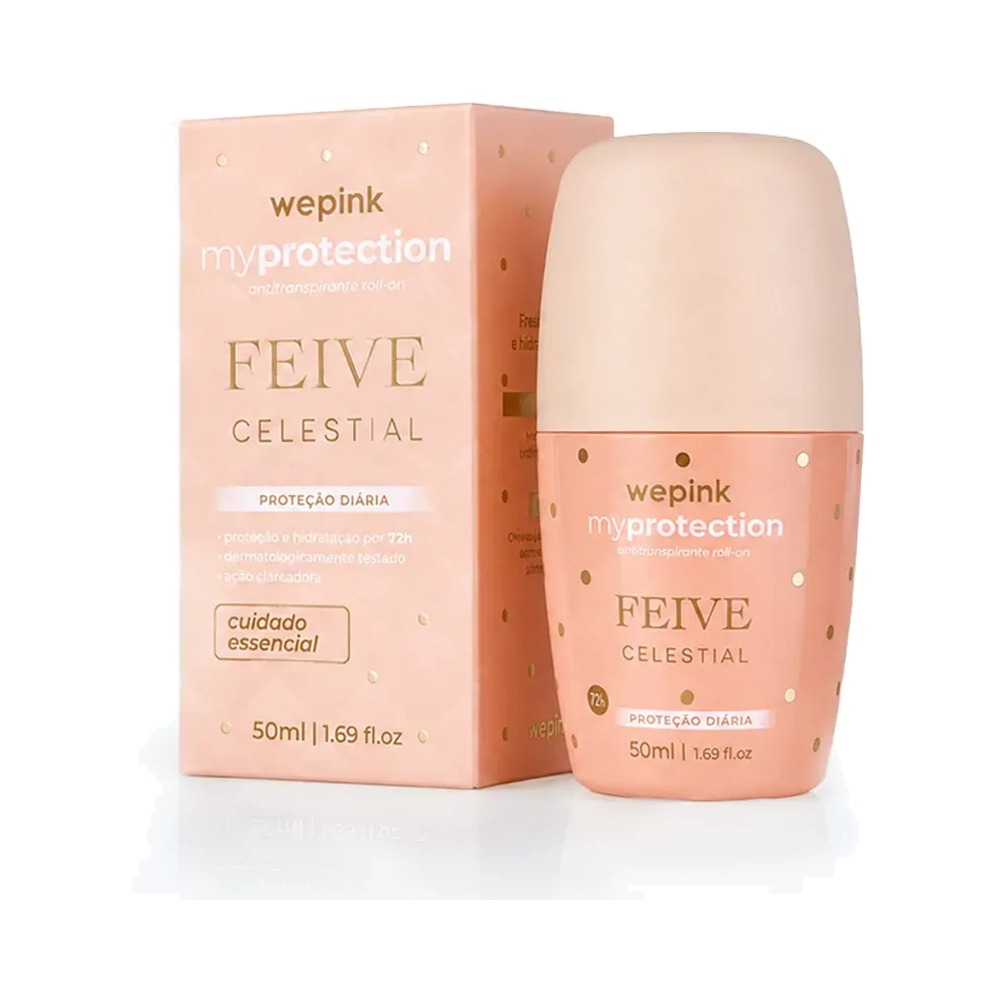 wepink
myprotection
antitranspirante roll-on
FEIVE
CELESTIAL
PROTEÇÃO DIÁRIA
• proteção e hidratação por 72h
• dermatologicamente testado
• ação clareadora
cuidado
essencial
50ml | 1.69 fl.oz
wepink
wepink
myprotection
antitranspirante roll-on
FEIVE
CELESTIAL
72h
PROTEÇÃO DIÁRIA
50ml | 1.69 fl.oz